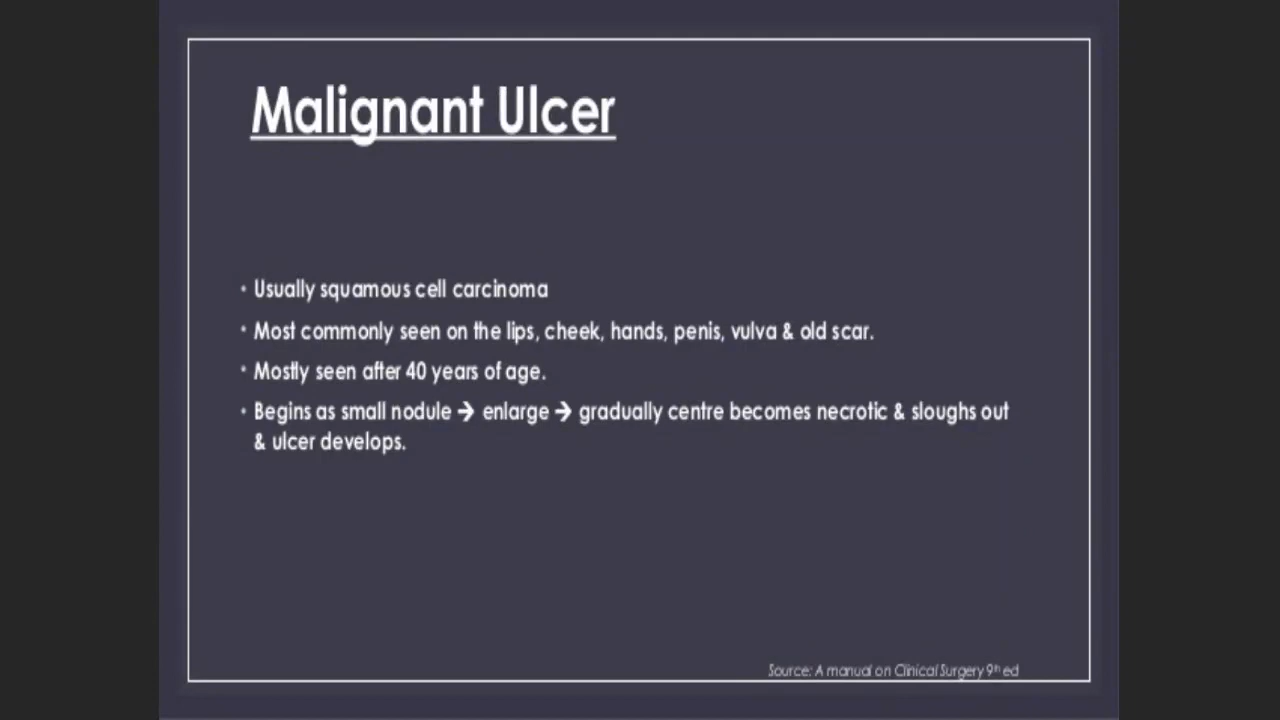 Malignant Ulcer
• Usually squamous cell carcinoma
• Most commonly seen on the lips, cheek, hands, penis, vulva & old scar.
• Mostly seen after 40 years of age.
• Begins as small nodule → enlarge → gradually centre becomes necrotic & sloughs out
& ulcer develops.
Source: A manual on Clinical Surgery 9th ed